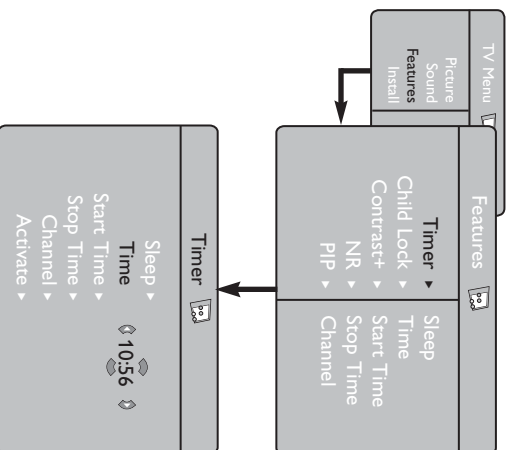 TV Menu
Picture
Sound
Features
Install
Features
Timer
Child Lock
Contrast+
NR
PIP
Sleep
Time
Start Time
Stop Time
Channel
Timer
Sleep
Time 10:56
Start Time
Stop Time
Channel
Activate